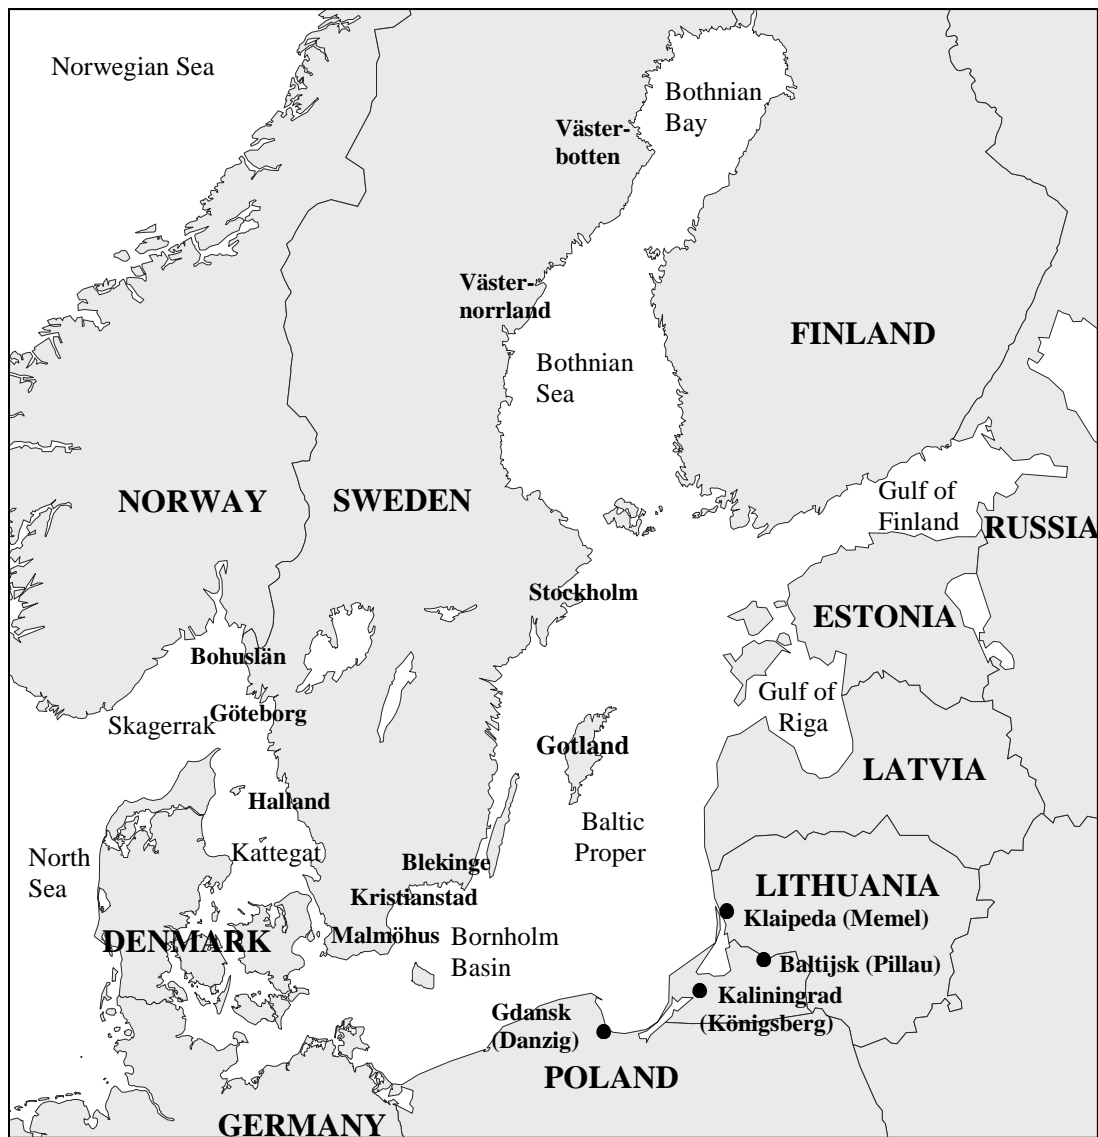 Norwegian Sea
Bothnian
Bay
Väster-
botten
Väster-
norrland
FINLAND
Bothnian
Sea
NORWAY
SWEDEN
Gulf of
Finland
RUSSIA
Stockholm
ESTONIA
Bohuslän
Gulf of
Riga
Göteborg
Skagerrak
Gotland
LATVIA
Halland
Baltic
Proper
Kattegat
North
Sea
Blekinge
LITHUANIA
Kristianstad
Klaipeda (Memel)
DENMARK
Malmöhus
Bornholm
Basin
Baltijsk (Pillau)
Kaliningrad
(Königsberg)
Gdansk
(Danzig)
POLAND
GERMANY